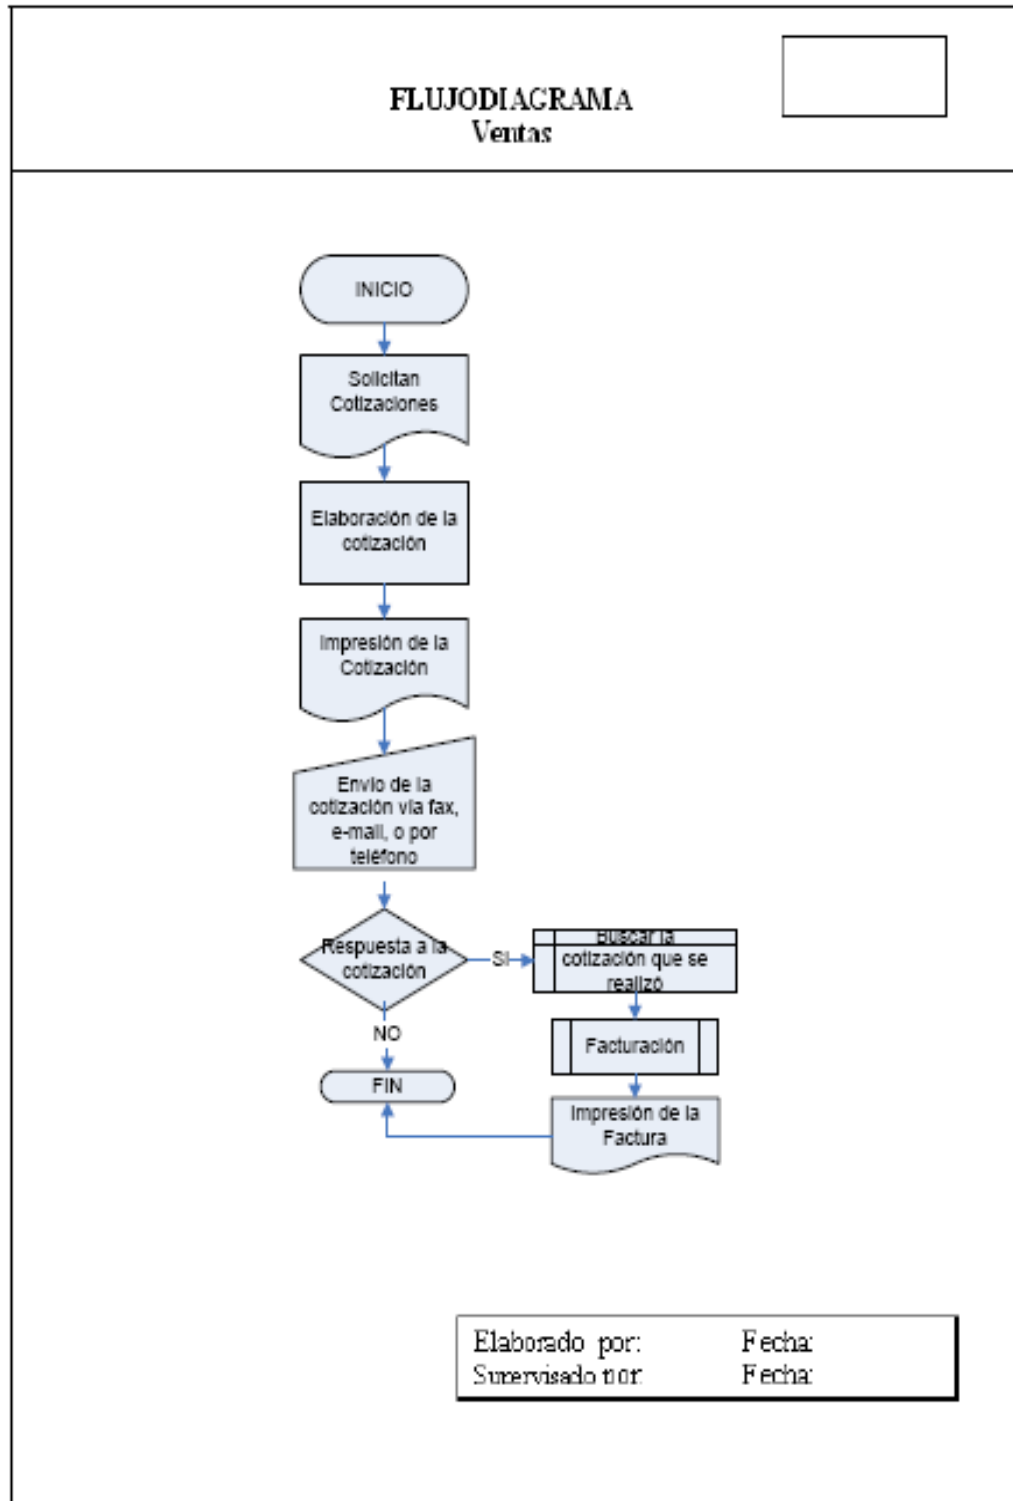 FLUJODIAGRAMA
Ventas
INICIO
Solicitan
Cotizaciones
Elaboración de la
cotización
Impresión de la
Cotización
Envío de la
cotización vía fax,
e-mail, o por
teléfono
Respuesta a la
cotización
SI
Buscar la
cotización que se
realizó
NO
Facturación
FIN
Impresión de la
Factura
Elaborado por: Fecha:
Supervisado por: Fecha: